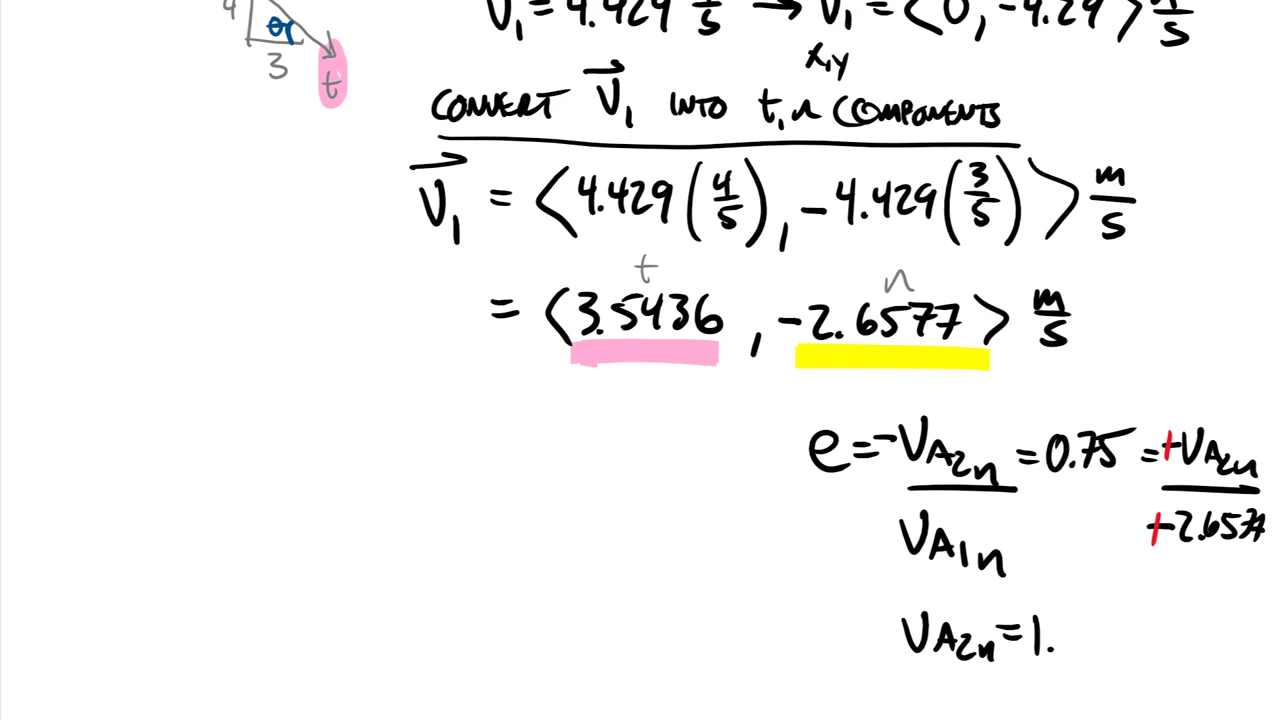 4 θr
3
t
V₁ = 4.429 m/s → V₁ = <0, -4.29> m/s
x,y
CONVERT V₁ INTO t,n COMPONENTS
V₁ = <4.429(4/5), -4.429(3/5)> m/s
t n
= <3.5436, -2.6577> m/s
e = -VA2n/VA1n = 0.75 = +VA2n/+2.6577
VA2n = 1.